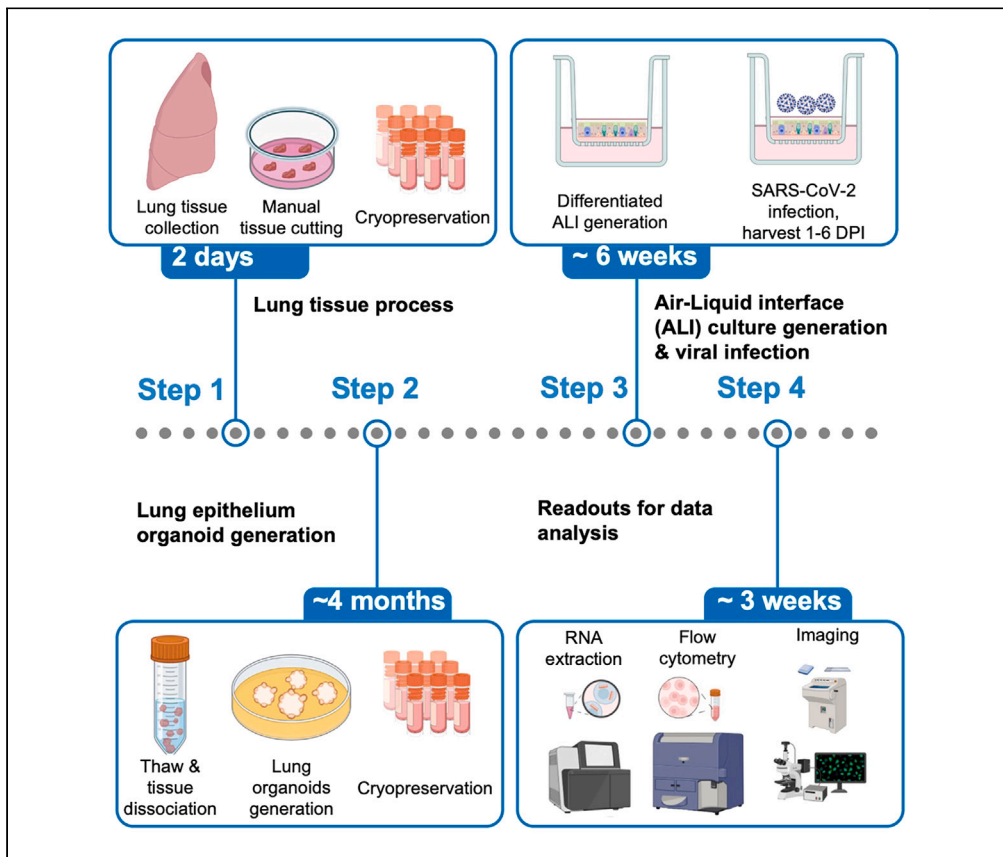 Lung tissue
collection
Manual
tissue cutting
Cryopreservation
2 days
Lung tissue process
Differentiated
ALI generation
SARS-CoV-2
infection,
harvest 1-6 DPI
~ 6 weeks
Air-Liquid interface
(ALI) culture generation
& viral infection
Step 1
Step 2
Step 3
Step 4
Lung epithelium
organoid generation
~4 months
Thaw &
tissue
dissociation
Lung
organoids
generation
Cryopreservation
Readouts for data
analysis
~ 3 weeks
RNA
extraction
Flow
cytometry
Imaging